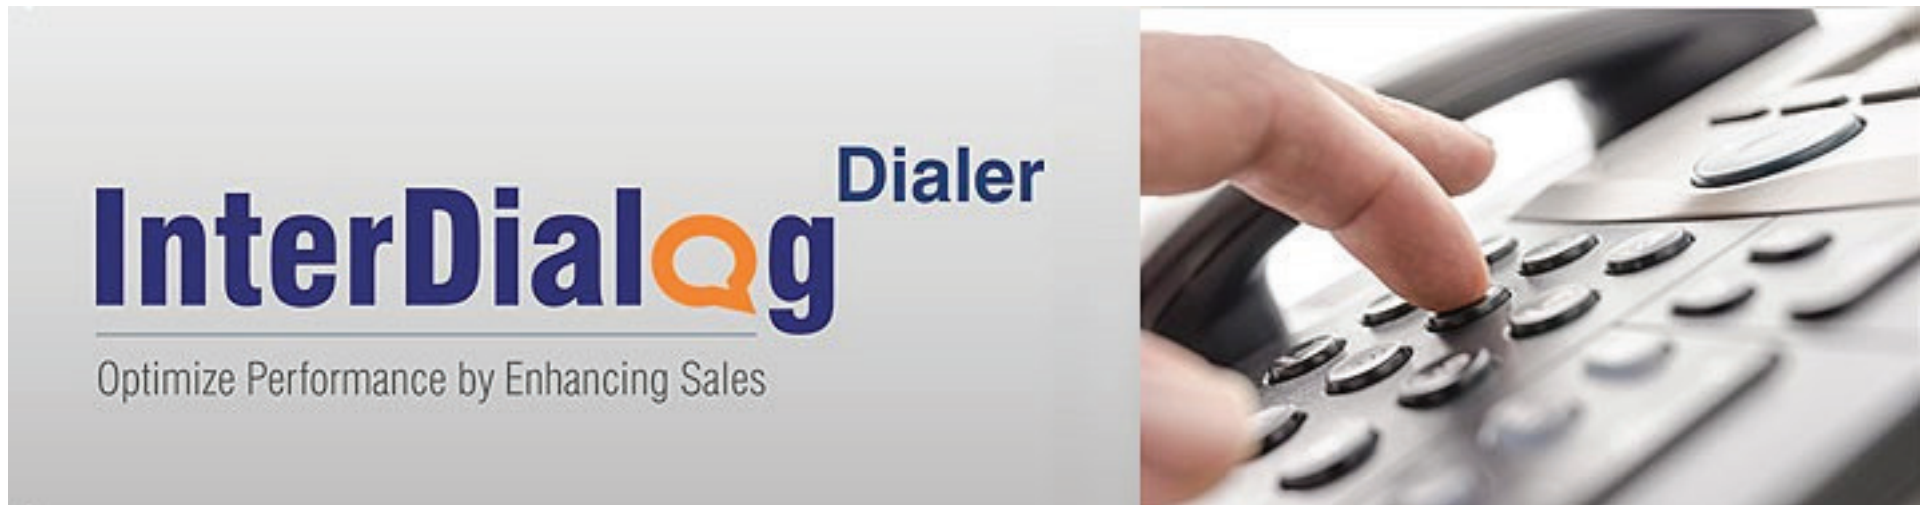 InterDialog Dialer
Optimize Performance by Enhancing Sales